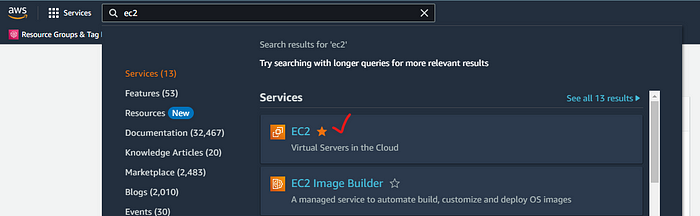 aws
Services
ec2
Resource Groups & Tag
Search results for 'ec2'
Try searching with longer queries for more relevant results
Services (13)
Features (53)
Resources New
Documentation (32,467)
Knowledge Articles (20)
Marketplace (2,483)
Blogs (2,010)
Events (30)
Services
See all 13 results
EC2
Virtual Servers in the Cloud
EC2 Image Builder
A managed service to automate build, customize and deploy OS images